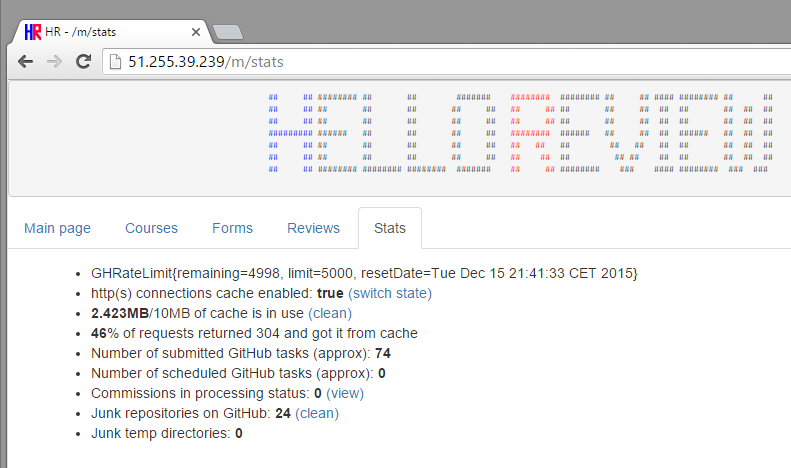 HR - /m/stats
51.255.39.239/m/stats
HELLOREVIEW
Main page Courses Forms Reviews Stats
GHRateLimit{remaining=4998, limit=5000, resetDate=Tue Dec 15 21:41:33 CET 2015}
http(s) connections cache enabled: true (switch state)
2.423MB/10MB of cache is in use (clean)
46% of requests returned 304 and got it from cache
Number of submitted GitHub tasks (approx): 74
Number of scheduled GitHub tasks (approx): 0
Commissions in processing status: 0 (view)
Junk repositories on GitHub: 24 (clean)
Junk temp directories: 0